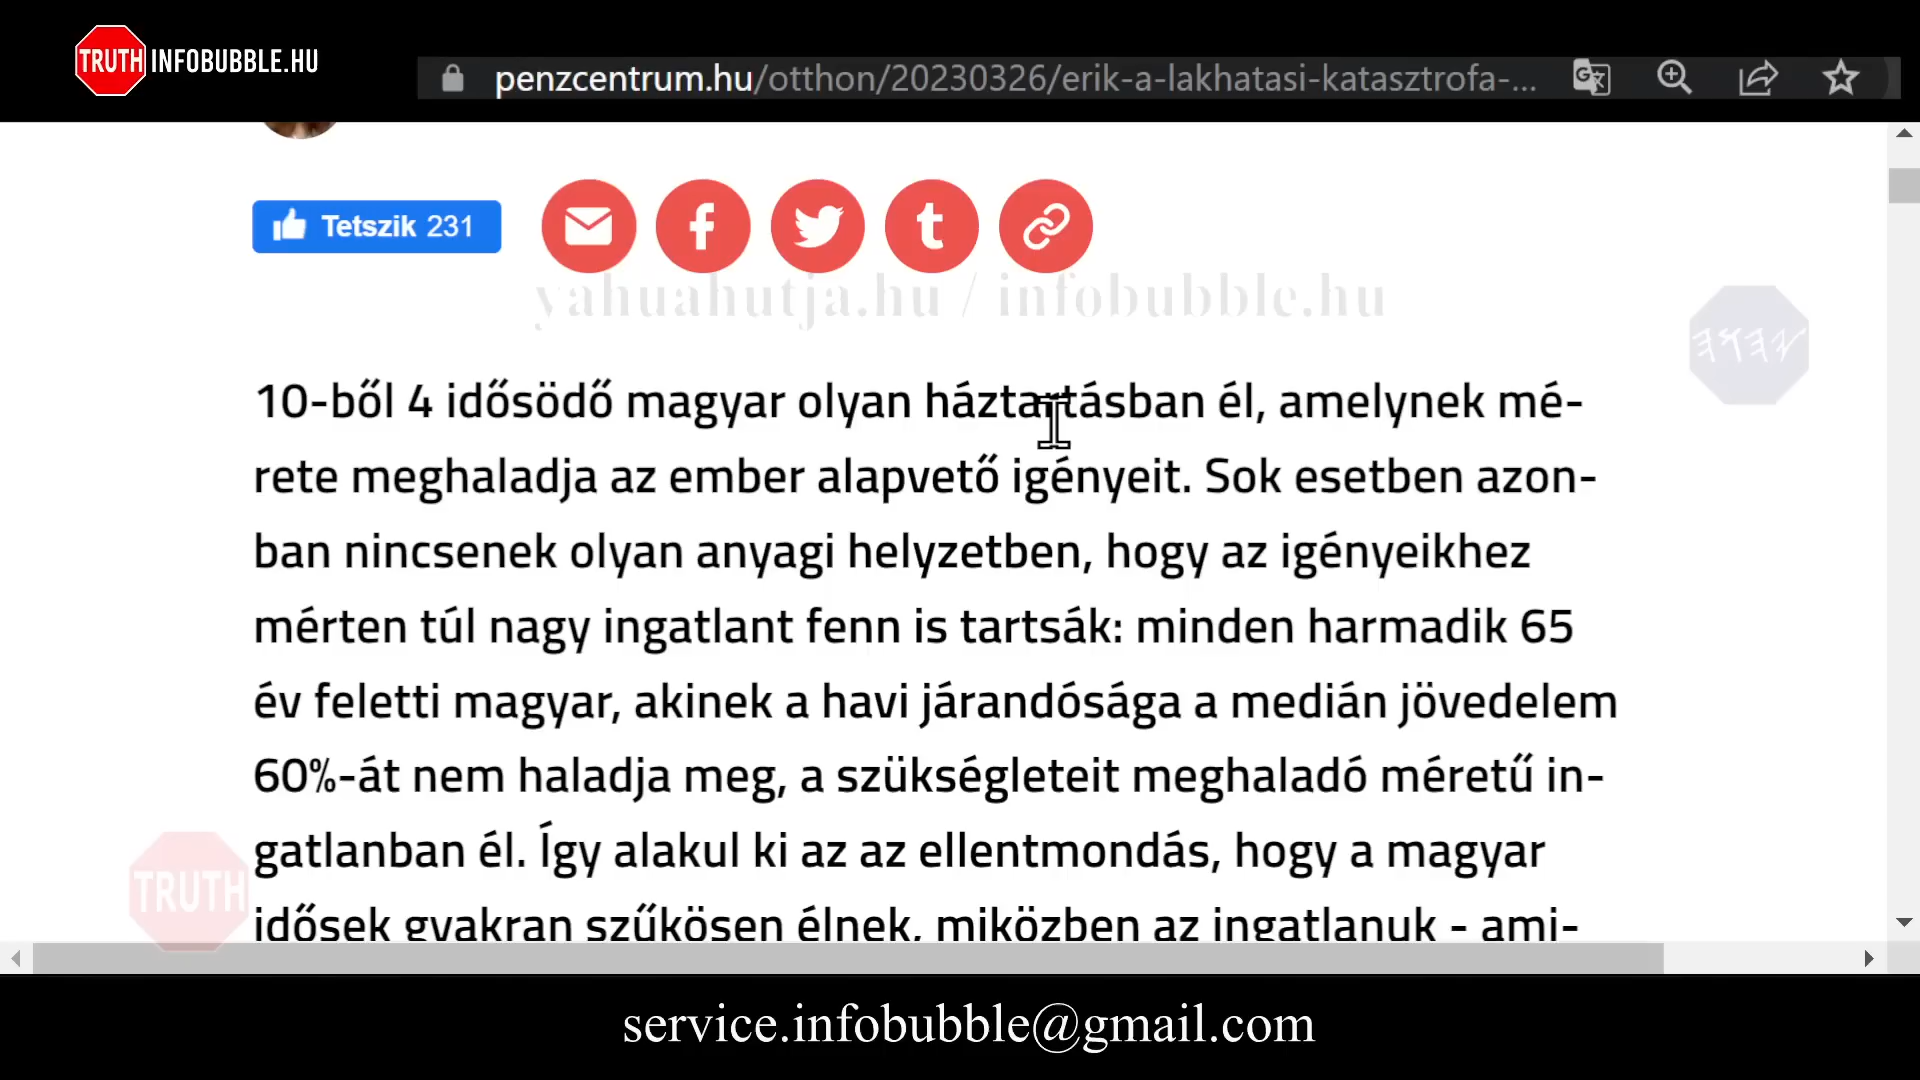 TRUTH INFOBUBBLE.HU
penzcentrum.hu/otthon/20230326/erik-a-lakhatasi-katasztrofa-...
Tetszik 231
yahuahutja.hu / infobubble.hu
10-ből 4 idősödő magyar olyan háztartásban él, amelynek mé-
rete meghaladja az ember alapvető igényeit. Sok esetben azon-
ban nincsenek olyan anyagi helyzetben, hogy az igényeikhez
mérten túl nagy ingatlant fenn is tartsák: minden harmadik 65
év feletti magyar, akinek a havi járandósága a medián jövedelem
60%-át nem haladja meg, a szükségleteit meghaladó méretű in-
gatlanban él. Így alakul ki az az ellentmondás, hogy a magyar
TRUTH
idősek gyakran szűkösen élnek, miközben az ingatlanuk - ami-
service.infobubble@gmail.com